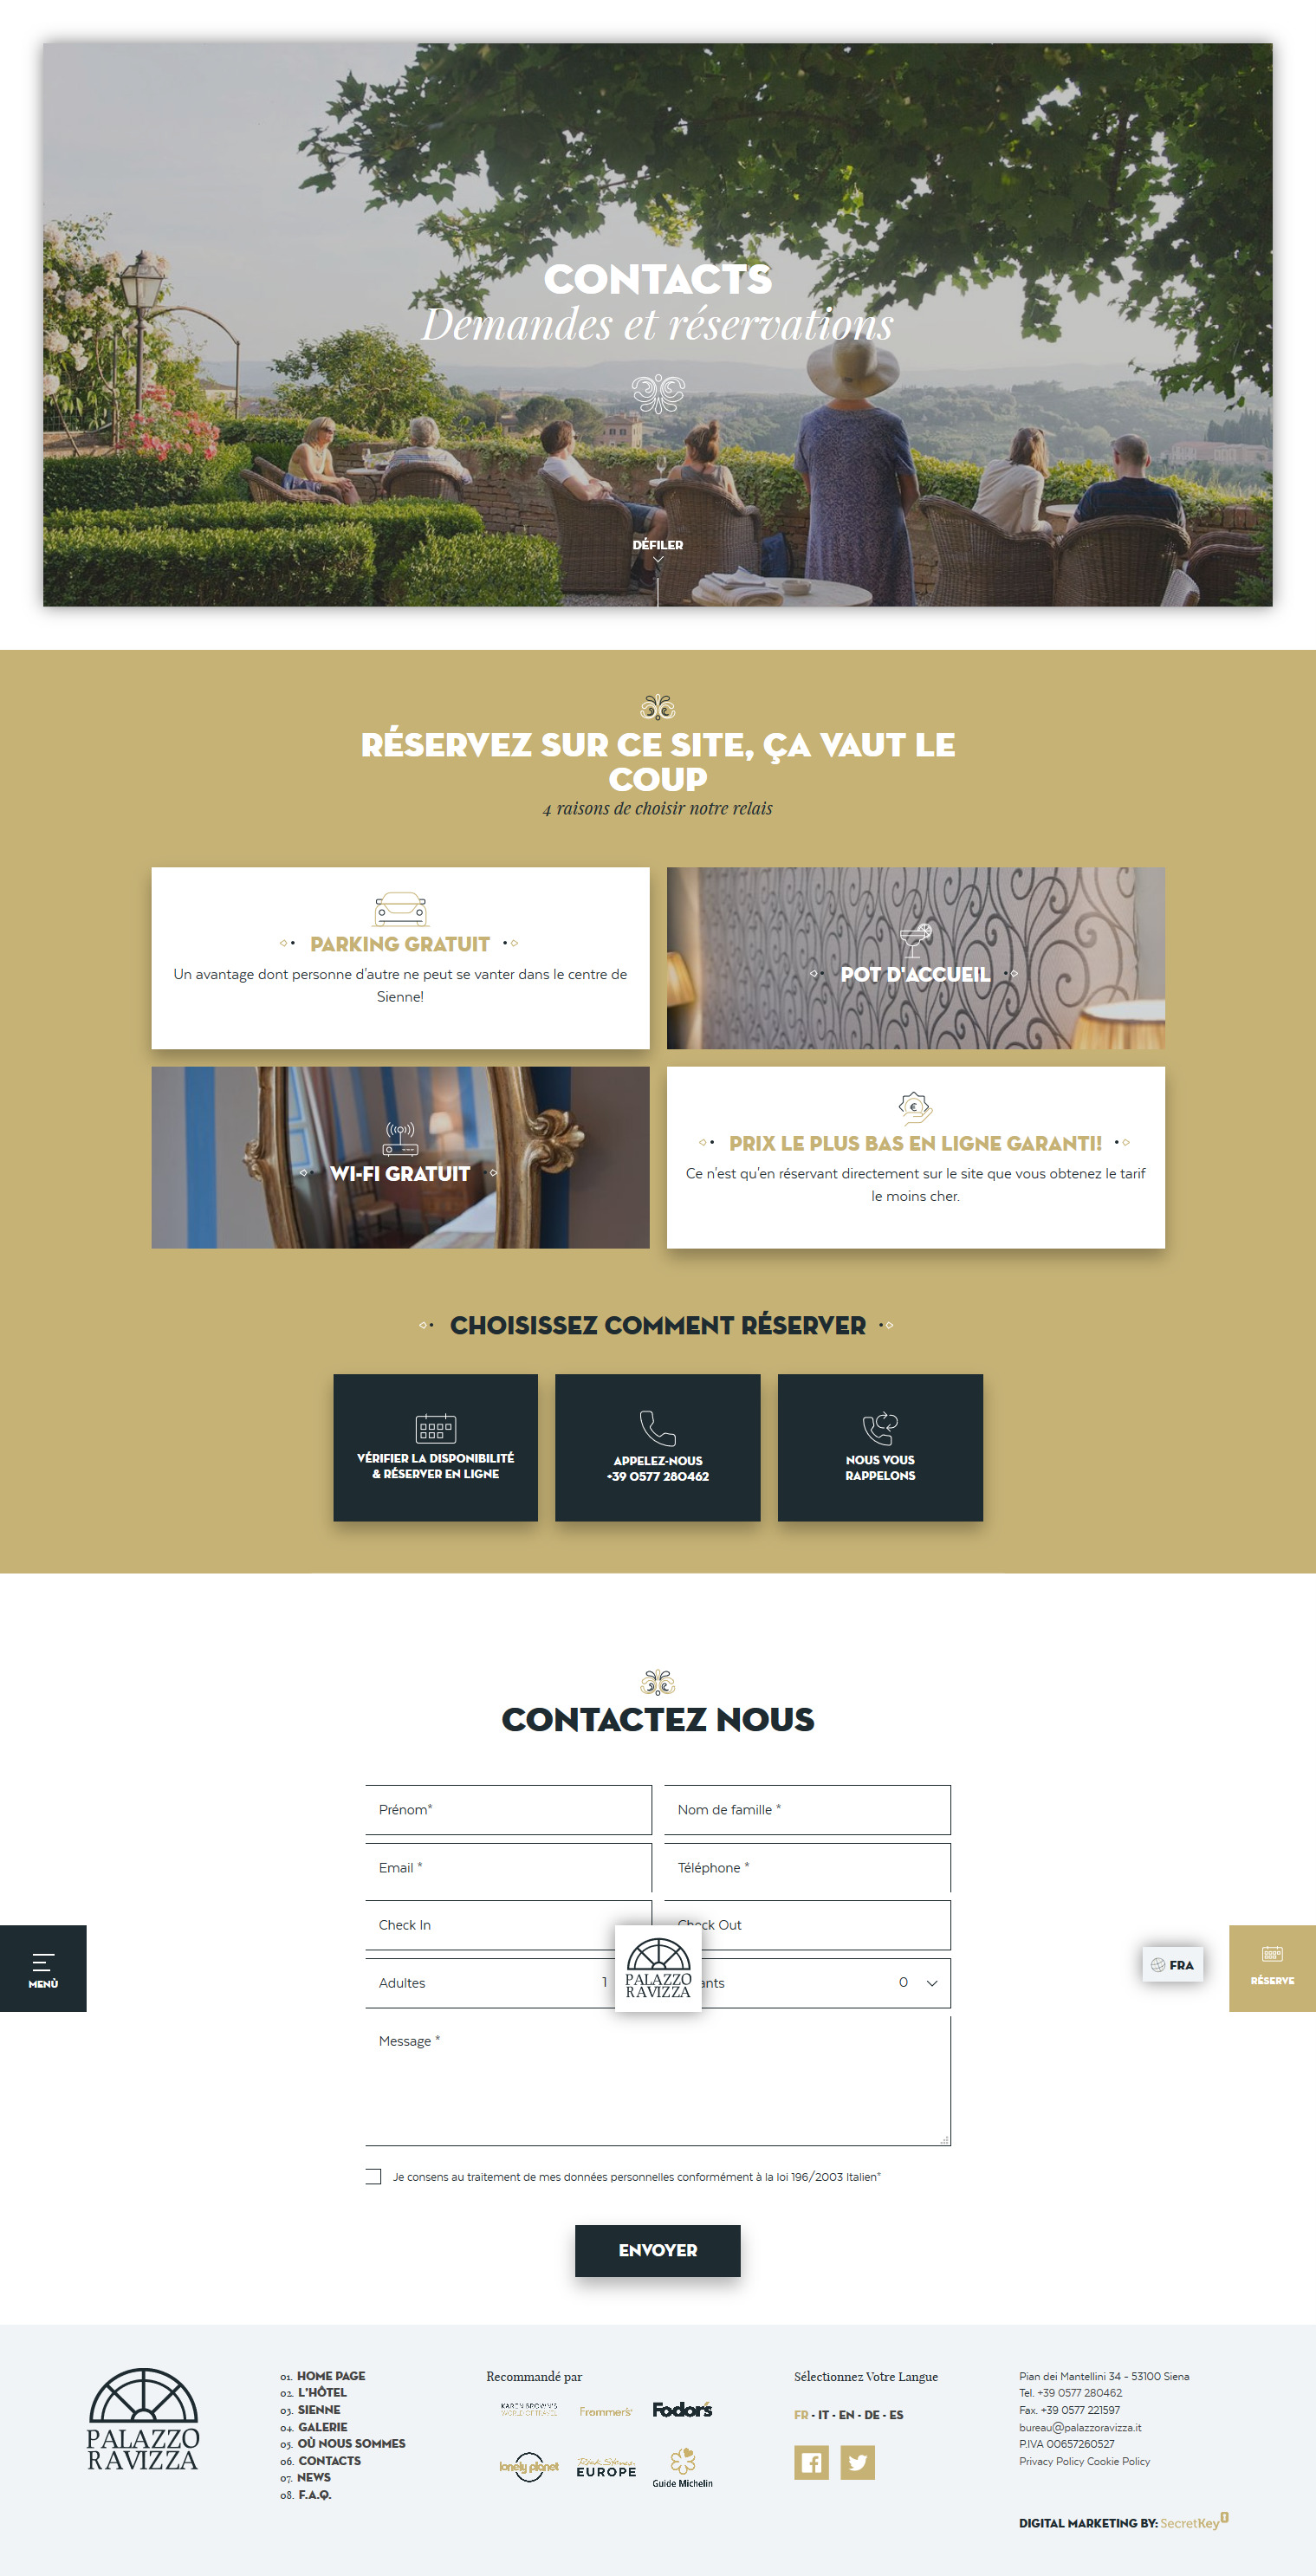 CONTACTS
Demandes et réservations
DÉFILER
RÉSERVEZ SUR CE SITE, ÇA VAUT LE
COUP
4 raisons de choisir notre relais
PARKING GRATUIT
Un avantage dont personne d'autre ne peut se vanter dans le centre de
Sienne!
POT D'ACCUEIL
WI-FI GRATUIT
€
PRIX LE PLUS BAS EN LIGNE GARANTI!
Ce n'est qu'en réservant directement sur le site que vous obtenez le tarif
le moins cher.
CHOISISSEZ COMMENT RÉSERVER
VÉRIFIER LA DISPONIBILITÉ
& RÉSERVER EN LIGNE
APPELEZ-NOUS
+39 0577 280462
NOUS VOUS
RAPPELONS
CONTACTEZ NOUS
Prénom*
Nom de famille *
Email *
Téléphone *
Check In
Check Out
MENÙ
PALAZZO
RAVIZZA
FRA
RÉSERVE
Adultes 1
ants 0
Message *
Je consens au traitement de mes données personnelles conformément à la loi 196/2003 Italien*
ENVOYER
PALAZZO
RAVIZZA
01. HOME PAGE
02. L'HÔTEL
03. SIENNE
04. GALERIE
05. OÙ NOUS SOMMES
06. CONTACTS
07. NEWS
08. F.A.Q.
Recommandé par
KAREN BROWN'S
WORLD OF TRAVEL
Frommer's
Fodor's
lonely planet
Rick Steves
EUROPE
Guide Michelin
Sélectionnez Votre Langue
FR - IT - EN - DE - ES
Pian dei Mantellini 34 - 53100 Siena
Tel. +39 0577 280462
Fax. +39 0577 221597
bureau@palazzoravizza.it
P.IVA 00657260527
Privacy Policy Cookie Policy
DIGITAL MARKETING BY: SecretKey